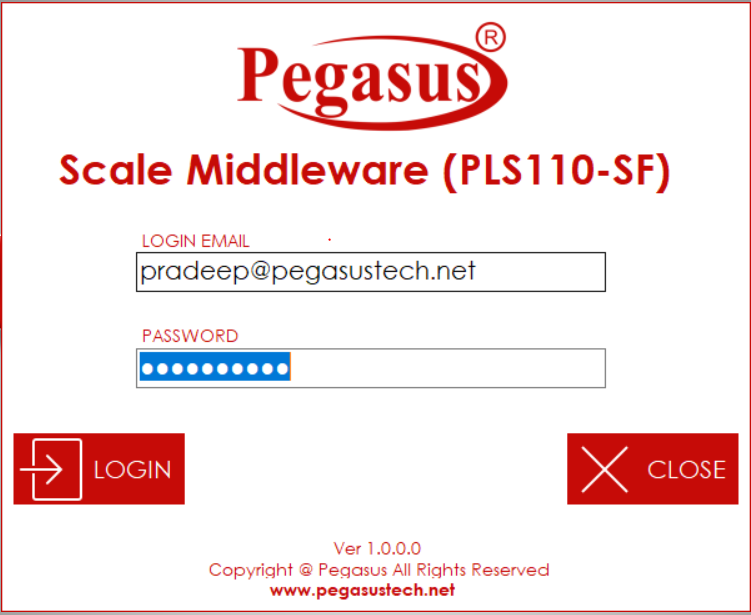 Pegasus®
Scale Middleware (PLS110-SF)
LOGIN EMAIL
pradeep@pegasustech.net
PASSWORD
●●●●●●●●●●
LOGIN
CLOSE
Ver 1.0.0.0
Copyright @ Pegasus All Rights Reserved
www.pegasustech.net